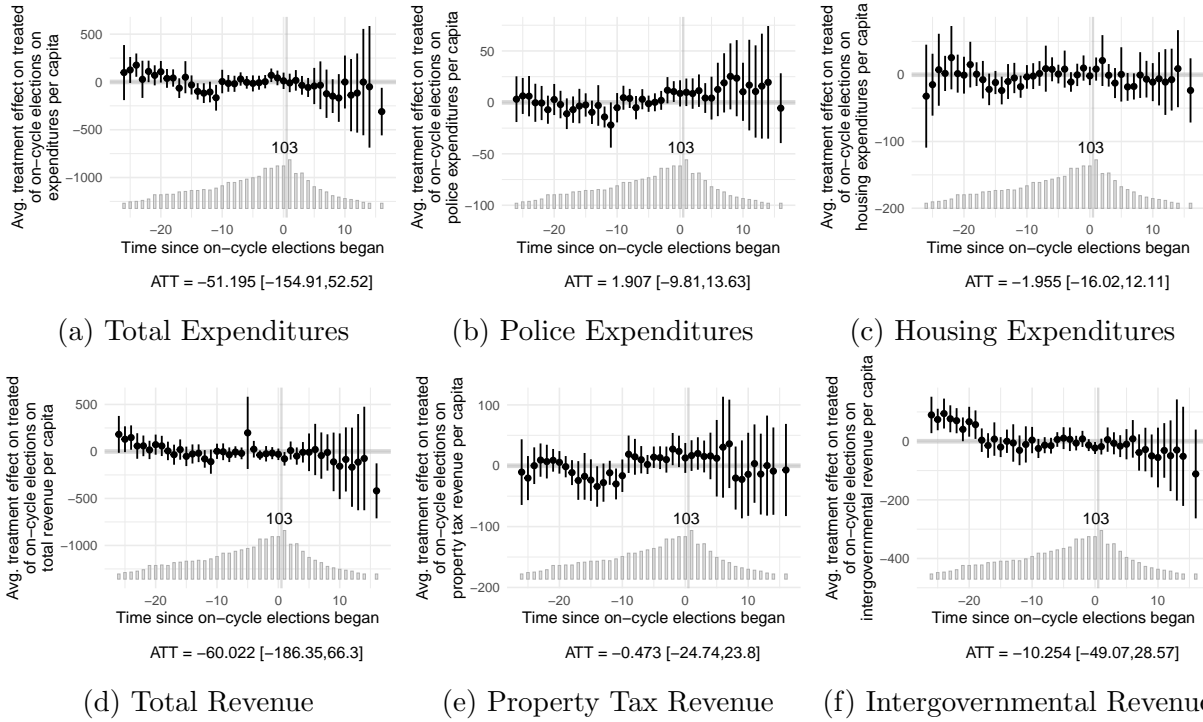 Avg. treatment effect on treated
of on−cycle elections on
expenditures per capita
500
0
−500
−1000
103
−20
−10
0
10
Time since on−cycle elections began
ATT = −51.195 [−154.91,52.52]
(a) Total Expenditures
Avg. treatment effect on treated
of on−cycle elections on
police expenditures per capita
50
0
−50
−100
103
−20
−10
0
10
Time since on−cycle elections began
ATT = 1.907 [−9.81,13.63]
(b) Police Expenditures
Avg. treatment effect on treated
of on−cycle elections on
housing expenditures per capita
0
−100
−200
103
−20
−10
0
10
Time since on−cycle elections began
ATT = −1.955 [−16.02,12.11]
(c) Housing Expenditures
Avg. treatment effect on treated
of on−cycle elections on
total revenue per capita
500
0
−500
−1000
103
−20
−10
0
10
Time since on−cycle elections began
ATT = −60.022 [−186.35,66.3]
(d) Total Revenue
Avg. treatment effect on treated
of on−cycle elections on
property tax revenue per capita
100
0
−100
−200
103
−20
−10
0
10
Time since on−cycle elections began
ATT = −0.473 [−24.74,23.8]
(e) Property Tax Revenue
Avg. treatment effect on treated
of on−cycle elections on
intergovernmental revenue per capita
0
−200
−400
103
−20
−10
0
10
Time since on−cycle elections began
ATT = −10.254 [−49.07,28.57]
(f) Intergovernmental Revenue